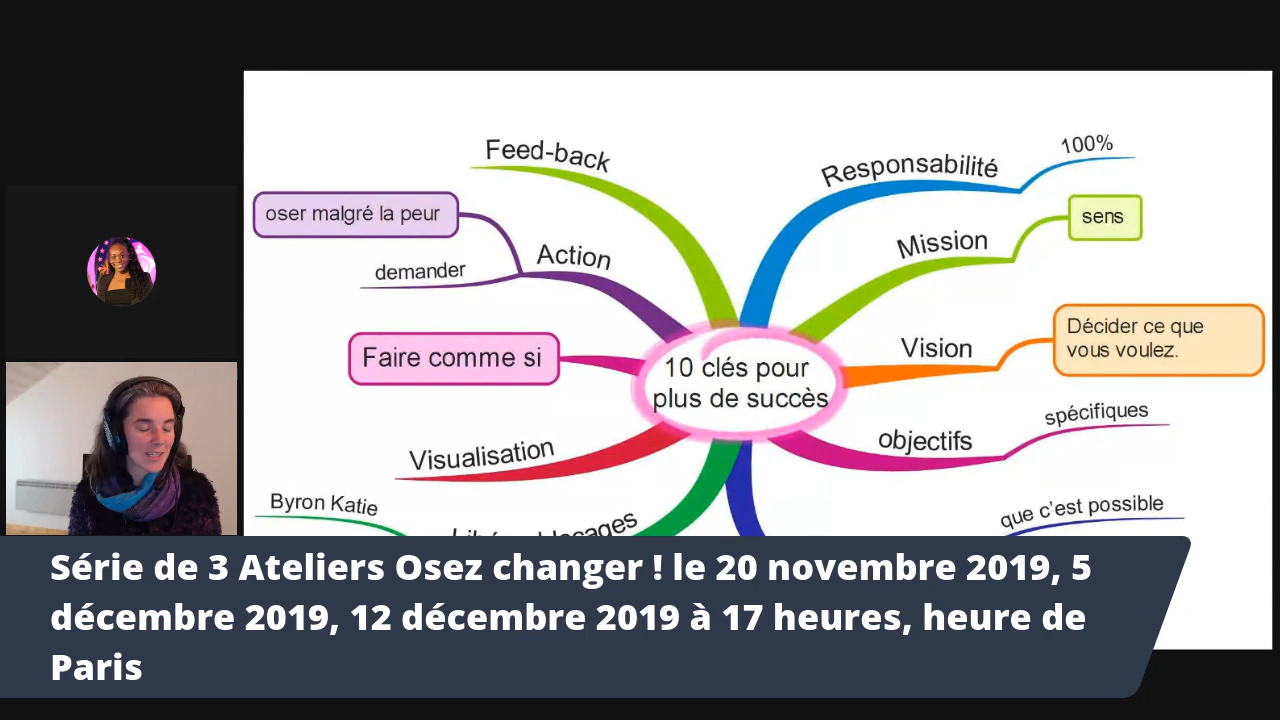 Feed-back
Responsabilité
100%
oser malgré la peur
Action
demander
Mission
sens
Faire comme si
10 clés pour
plus de succès
Vision
Décider ce que
vous voulez.
Visualisation
objectifs
spécifiques
Byron Katie
que c'est possible
Série de 3 Ateliers Osez changer ! le 20 novembre 2019, 5
décembre 2019, 12 décembre 2019 à 17 heures, heure de
Paris